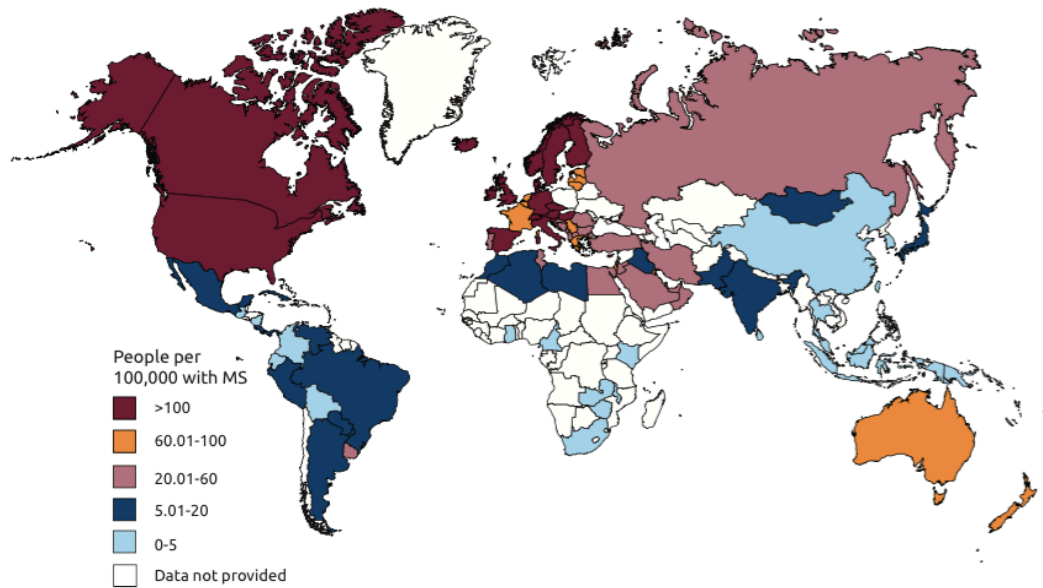 People per
100,000 with MS
>100
60.01-100
20.01-60
5.01-20
0-5
Data not provided